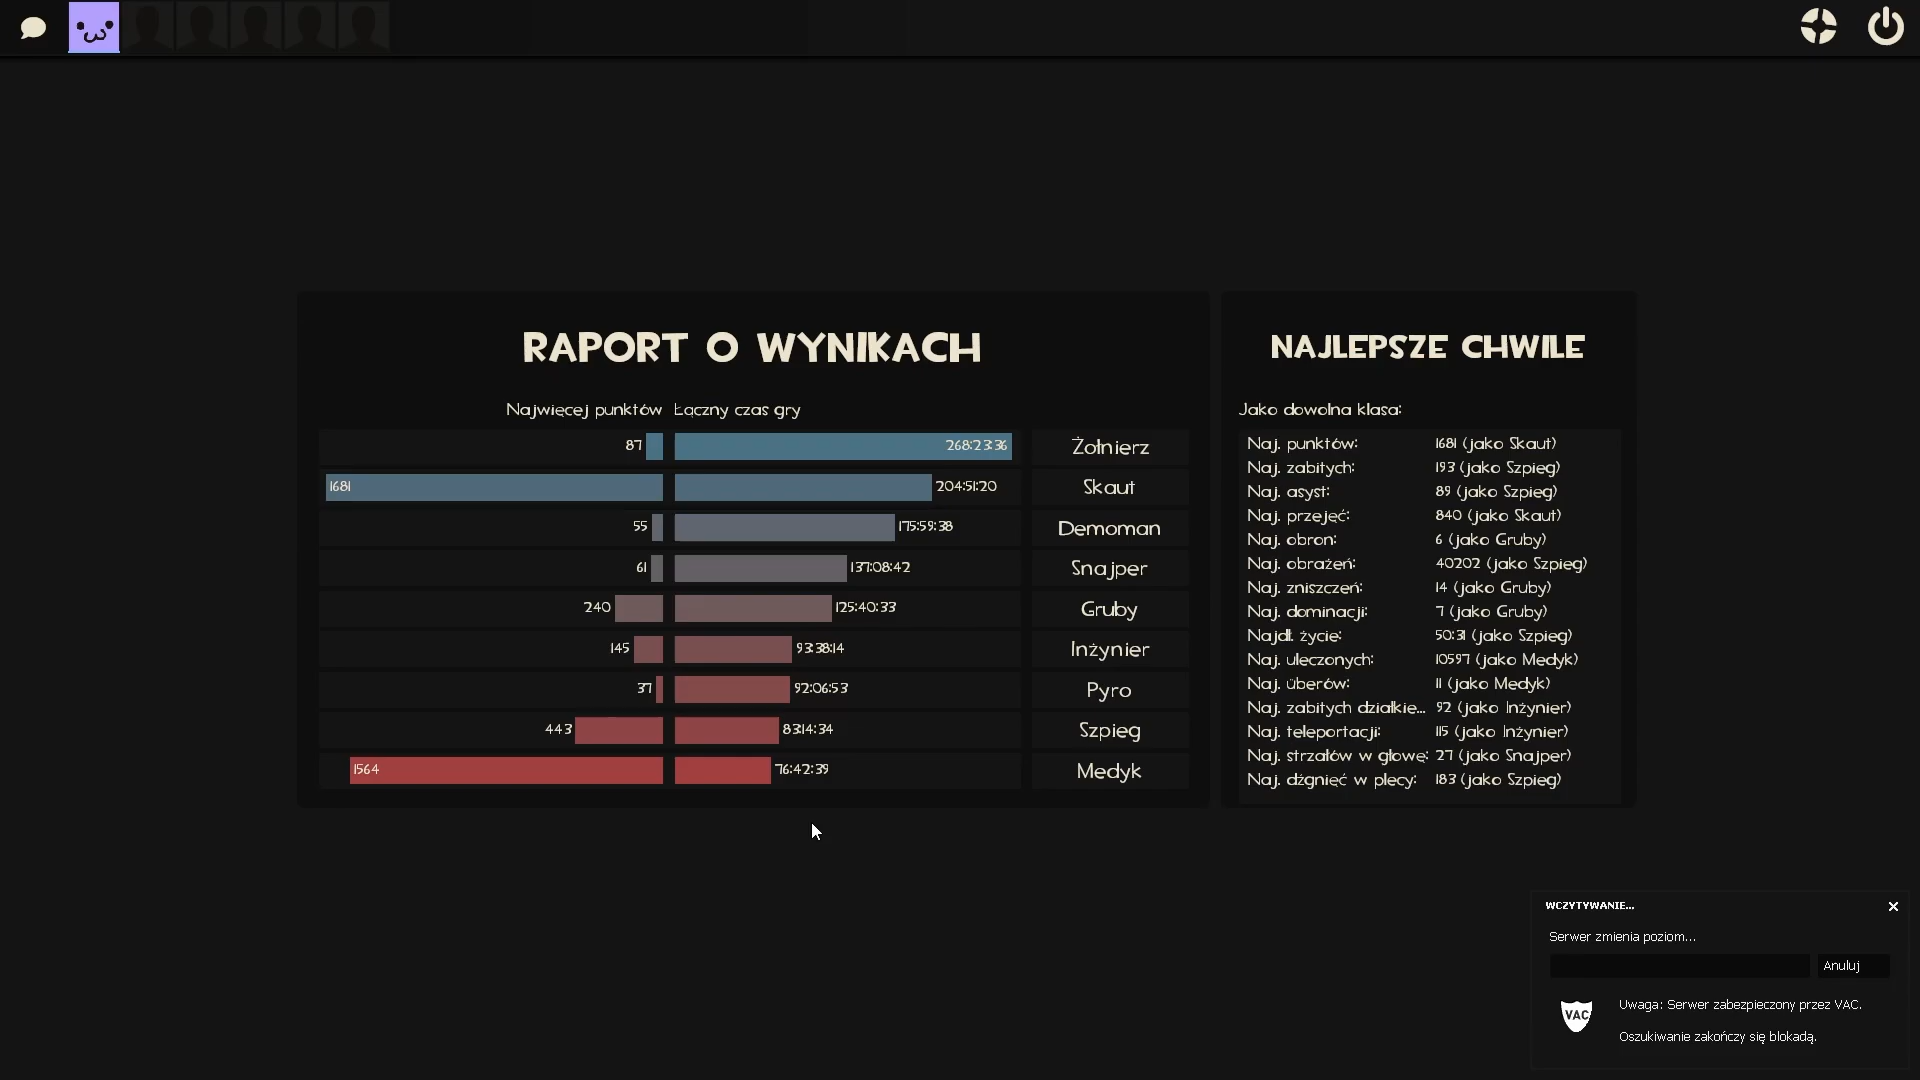 RAPORT O WYNIKACH
Najwięcej punktów Łączny czas gry
87 268:23:36 Żołnierz
1681 204:51:20 Skaut
55 175:59:38 Demoman
61 137:08:42 Snajper
240 125:40:33 Gruby
145 93:38:14 Inżynier
37 92:06:53 Pyro
443 83:14:34 Szpieg
1564 76:42:39 Medyk
NAJLEPSZE CHWILE
Jako dowolna klasa:
Naj. punktów: 1681 (jako Skaut)
Naj. zabitych: 193 (jako Szpieg)
Naj. asyst: 89 (jako Szpieg)
Naj. przejęć: 840 (jako Skaut)
Naj. obron: 6 (jako Gruby)
Naj. obrażeń: 40202 (jako Szpieg)
Naj. zniszczeń: 14 (jako Gruby)
Naj. dominacji: 7 (jako Gruby)
Najdł. życie: 50:31 (jako Szpieg)
Naj. uleczonych: 10597 (jako Medyk)
Naj. überów: 11 (jako Medyk)
Naj. zabitych działkie... 92 (jako Inżynier)
Naj. teleportacji: 115 (jako Inżynier)
Naj. strzałów w głowę: 27 (jako Snajper)
Naj. dźgnięć w plecy: 183 (jako Szpieg)
WCZYTYWANIE...
Serwer zmienia poziom...
Anuluj
VAC
Uwaga: Serwer zabezpieczony przez VAC.
Oszukiwanie zakończy się blokadą.